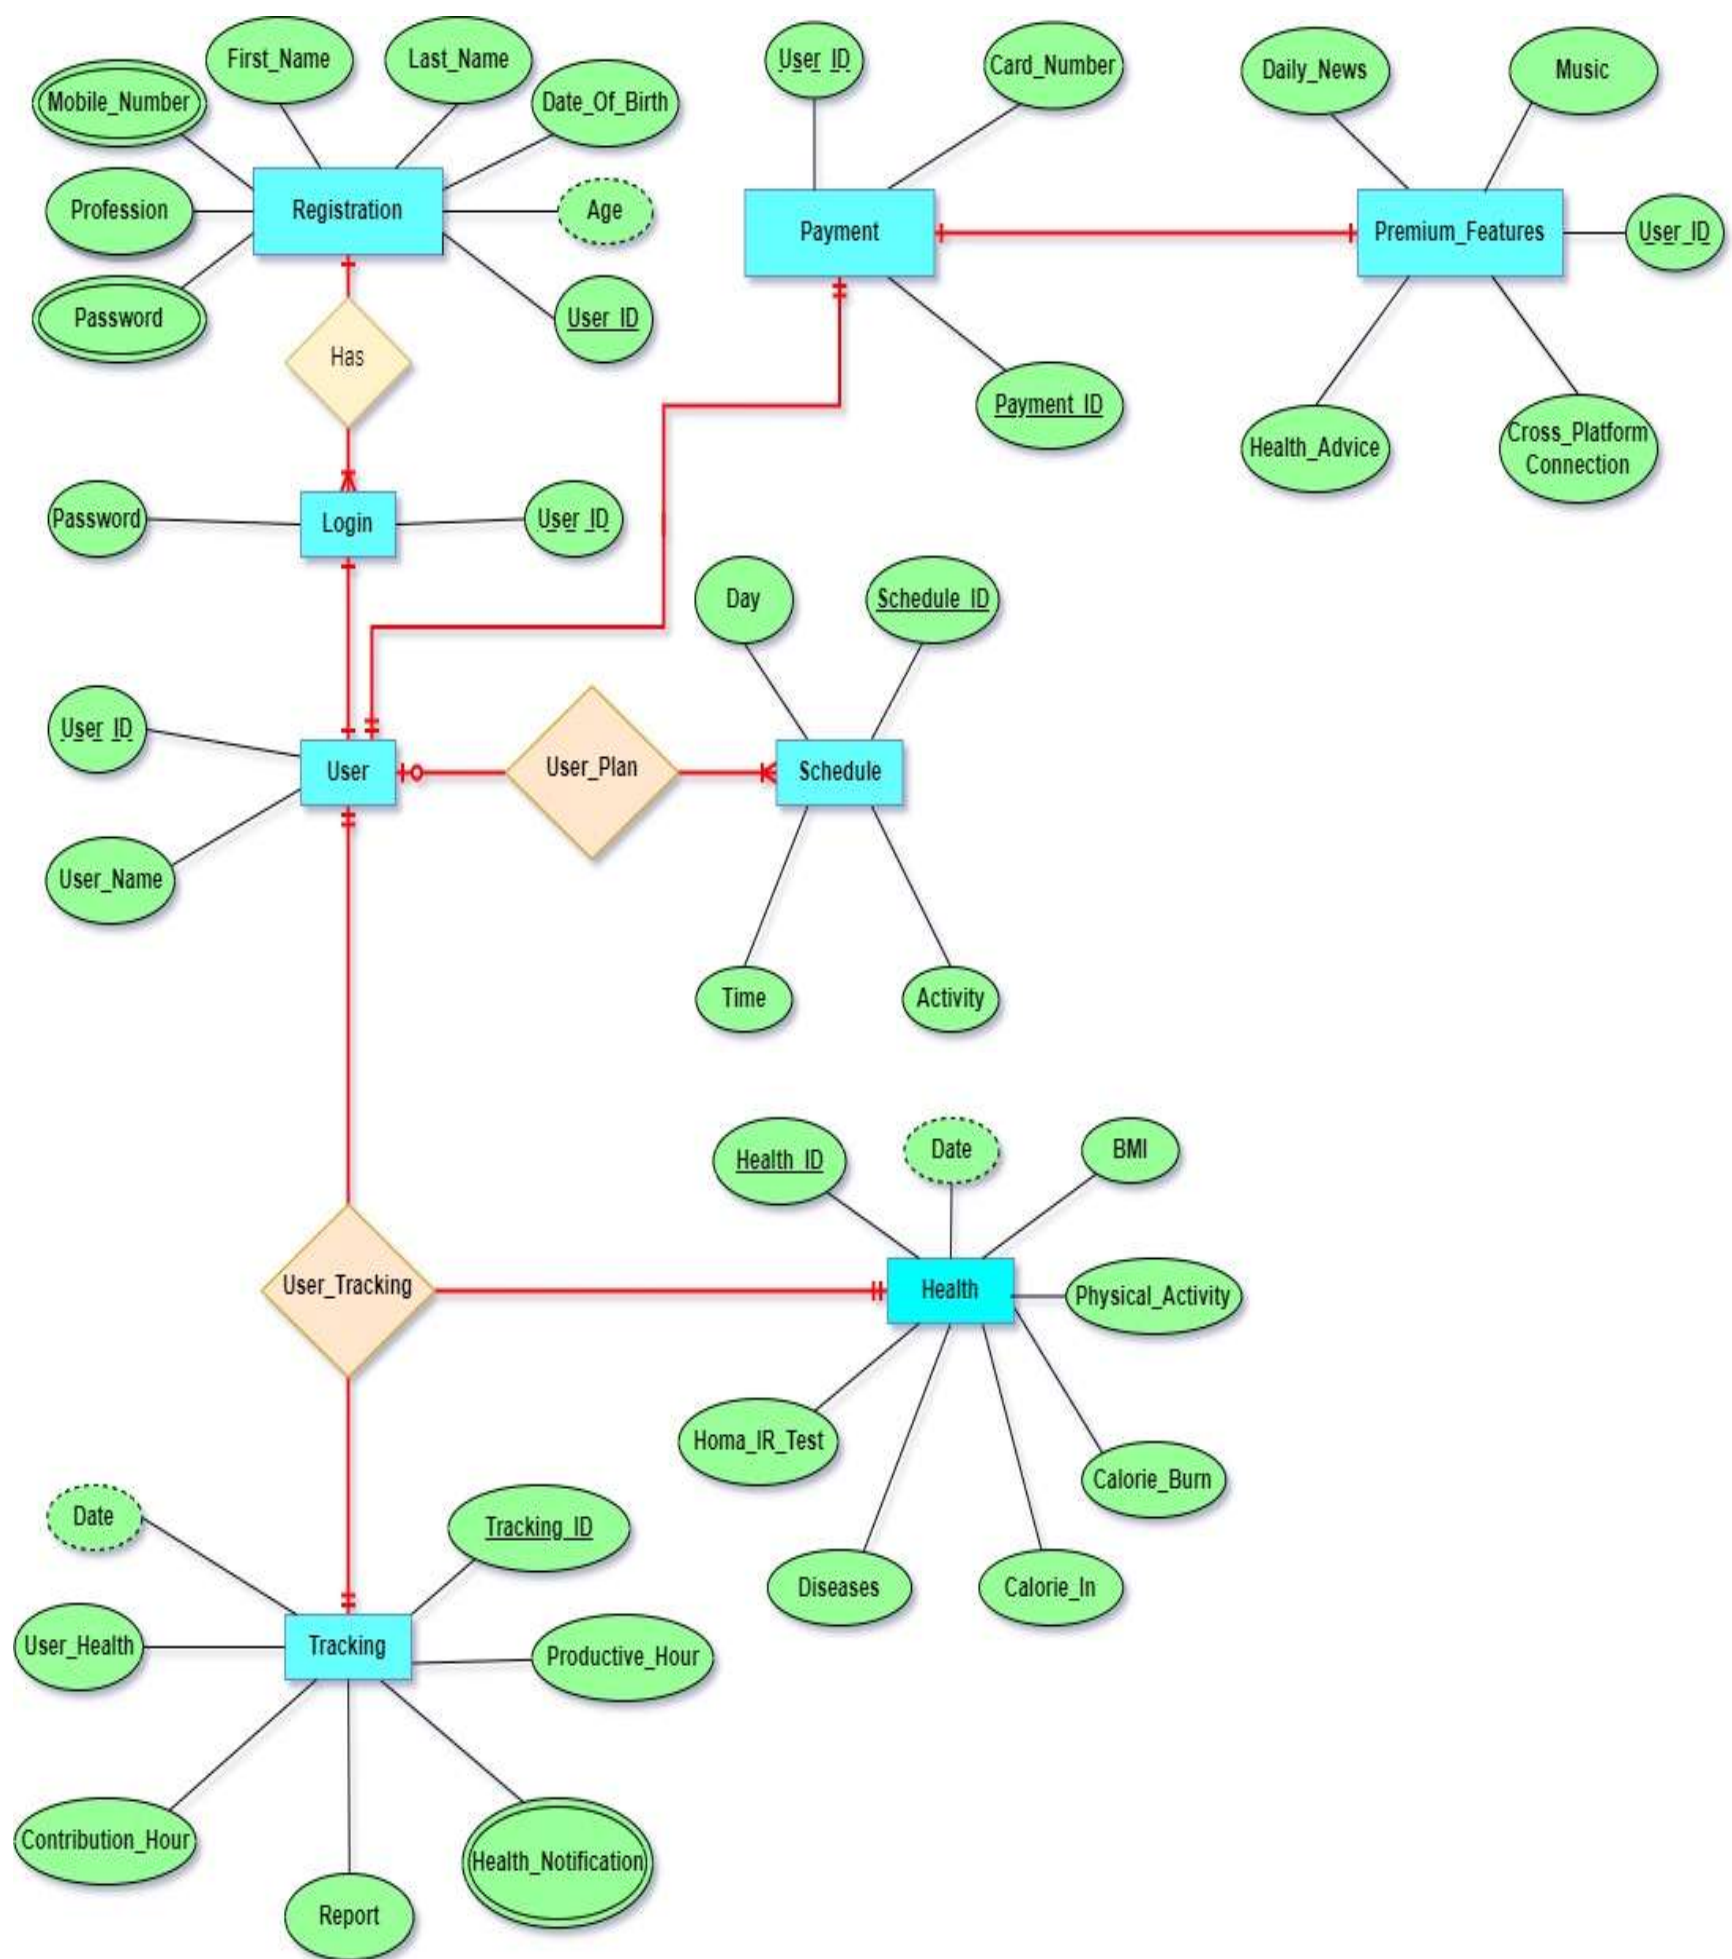 First_Name
Last_Name
User_ID
Card_Number
Daily_News
Music
Mobile_Number
Date_Of_Birth
Profession
Registration
Age
Payment
Premium_Features
User_ID
Password
User_ID
Has
Payment_ID
Health_Advice
Cross_Platform
Connection
Password
Login
User_ID
Day
Schedule_ID
User_ID
User
User_Plan
Schedule
User_Name
Time
Activity
Health_ID
Date
BMI
User_Tracking
Health
Physical_Activity
Homa_IR_Test
Calorie_Burn
Date
Tracking_ID
Diseases
Calorie_In
User_Health
Tracking
Productive_Hour
Contribution_Hour
Health_Notification
Report